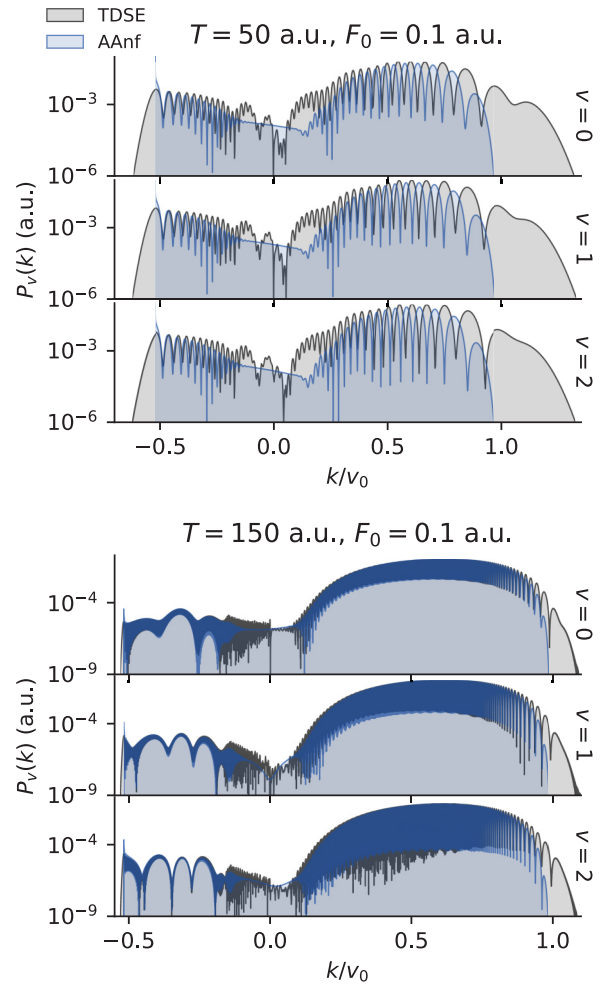 TDSE
AAnf
T = 50 a.u., F₀ = 0.1 a.u.
10⁻³
10⁻⁶
v = 0
10⁻³
10⁻⁶
v = 1
10⁻³
10⁻⁶
v = 2
Pᵥ(k) (a.u.)
−0.5 0.0 0.5 1.0
k/v₀
T = 150 a.u., F₀ = 0.1 a.u.
10⁻⁴
10⁻⁹
v = 0
10⁻⁴
10⁻⁹
v = 1
10⁻⁴
10⁻⁹
v = 2
Pᵥ(k) (a.u.)
−0.5 0.0 0.5 1.0
k/v₀